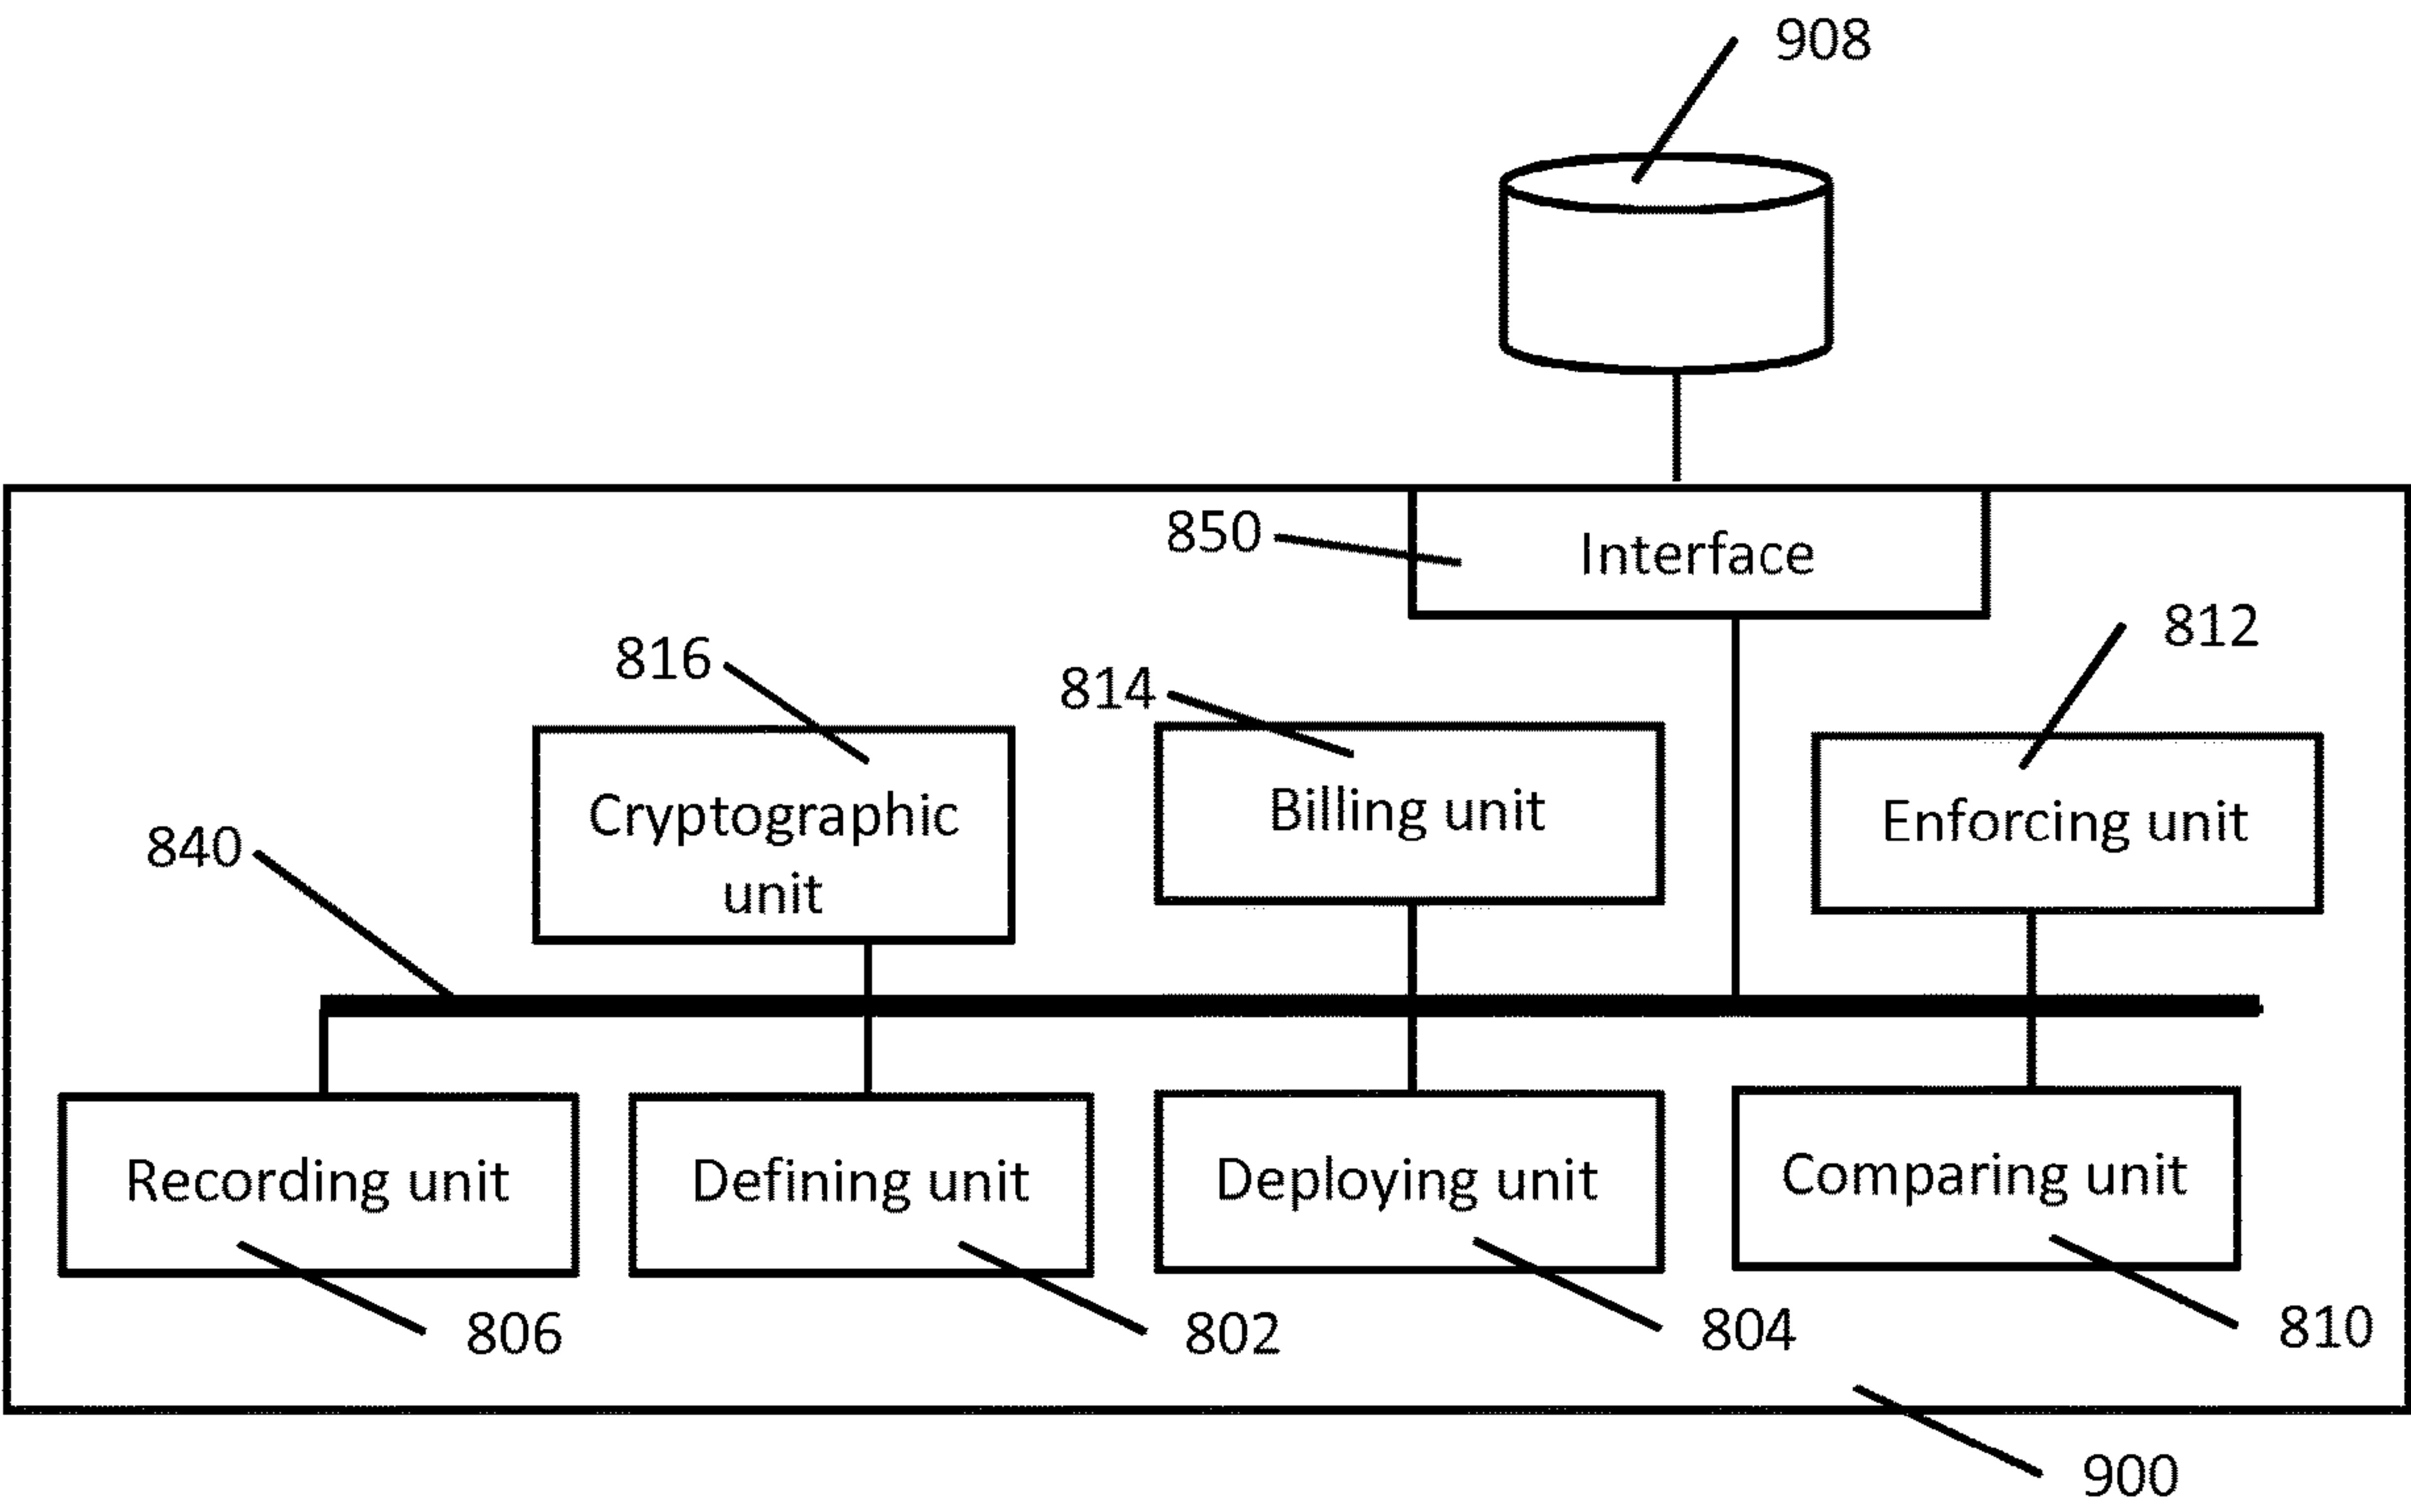 908
850
Interface
812
816
814
Cryptographic
unit
Billing unit
Enforcing unit
840
Recording unit
Defining unit
Deploying unit
Comparing unit
806
802
804
810
900